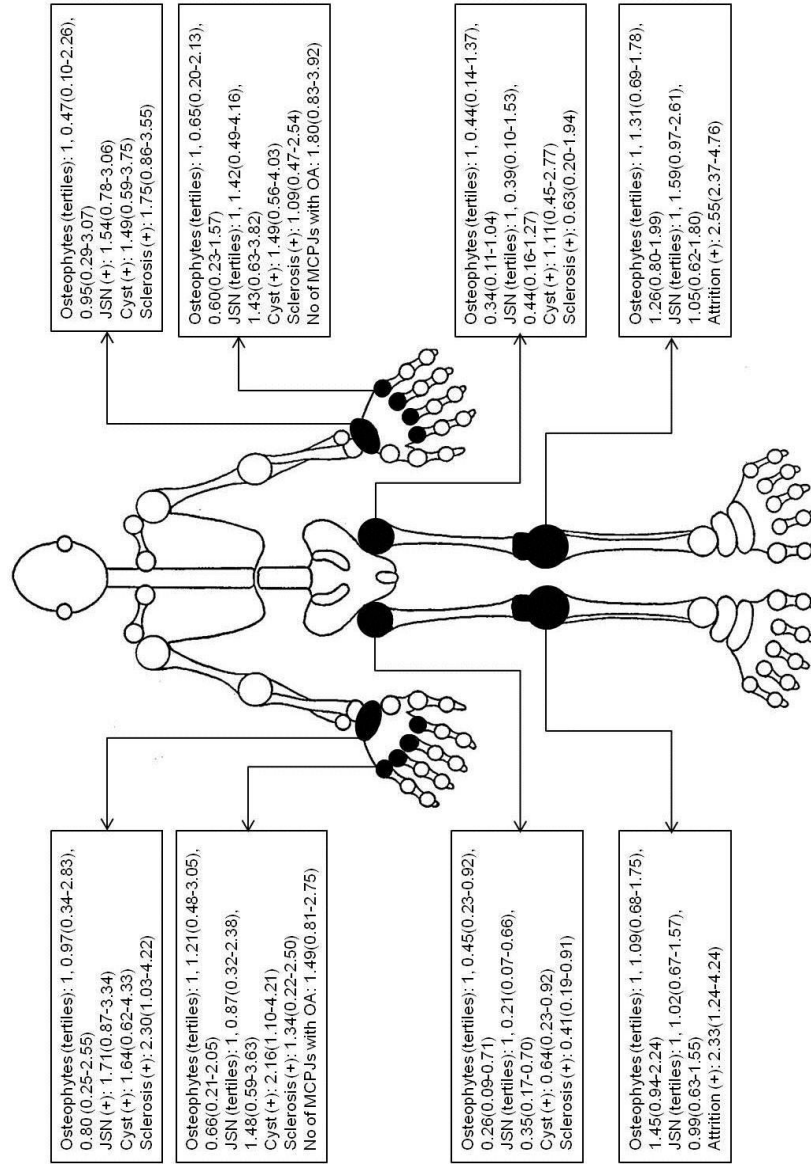 Osteophytes (tertiles): 1, 0.97(0.34-2.83),
0.80 (0.25-2.55)
JSN (+): 1.71(0.87-3.34)
Cyst (+): 1.64(0.62-4.33)
Sclerosis (+): 2.30(1.03-4.22)
Osteophytes (tertiles): 1, 1.21(0.48-3.05),
0.66(0.21-2.05)
JSN (tertiles): 1, 0.87(0.32-2.38),
1.48(0.59-3.63)
Cyst (+): 2.16(1.10-4.21)
Sclerosis (+): 1.34(0.22-2.50)
No of MCPJs with OA: 1.49(0.81-2.75)
Osteophytes (tertiles): 1, 0.45(0.23-0.92),
0.26(0.09-0.71)
JSN (tertiles): 1, 0.21(0.07-0.66),
0.35(0.17-0.70)
Cyst (+): 0.64(0.23-0.92)
Sclerosis (+): 0.41(0.19-0.91)
Osteophytes (tertiles): 1, 1.09(0.68-1.75),
1.45(0.94-2.24)
JSN (tertiles): 1, 1.02(0.67-1.57),
0.99(0.63-1.55)
Attrition (+): 2.33(1.24-4.24)
Osteophytes (tertiles): 1, 0.47(0.10-2.26),
0.95(0.29-3.07)
JSN (+): 1.54(0.78-3.06)
Cyst (+): 1.49(0.59-3.75)
Sclerosis (+): 1.75(0.86-3.55)
Osteophytes (tertiles): 1, 0.65(0.20-2.13),
0.60(0.23-1.57)
JSN (tertiles): 1, 1.42(0.49-4.16),
1.43(0.63-3.82)
Cyst (+): 1.49(0.56-4.03)
Sclerosis (+): 1.09(0.47-2.54)
No of MCPJs with OA: 1.80(0.83-3.92)
Osteophytes (tertiles): 1, 0.44(0.14-1.37),
0.34(0.11-1.04)
JSN (tertiles): 1, 0.39(0.10-1.53),
0.44(0.16-1.27)
Cyst (+): 1.11(0.45-2.77)
Sclerosis (+): 0.63(0.20-1.94)
Osteophytes (tertiles): 1, 1.31(0.69-1.78),
1.26(0.80-1.99)
JSN (tertiles): 1, 1.59(0.97-2.61),
1.05(0.62-1.80)
Attrition (+): 2.55(2.37-4.76)